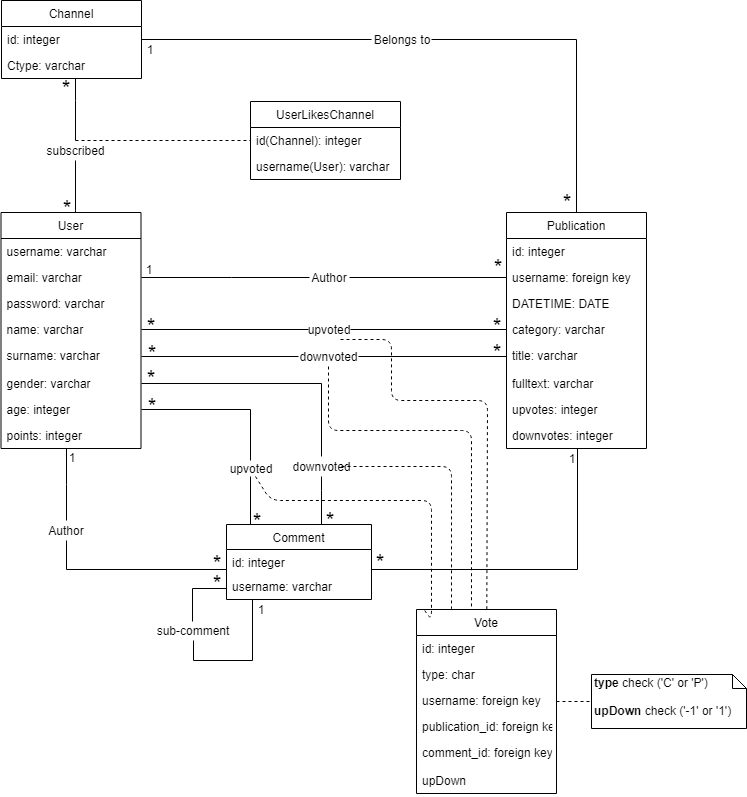 Channel
id: integer
Ctype: varchar
1
Belongs to
*
*
UserLikesChannel
id(Channel): integer
username(User): varchar
subscribed
*
User
username: varchar
email: varchar
password: varchar
name: varchar
surname: varchar
gender: varchar
age: integer
points: integer
Publication
id: integer
username: foreign key
DATETIME: DATE
category: varchar
title: varchar
fulltext: varchar
upvotes: integer
downvotes: integer
1
Author
*
*
upvoted
*
*
downvoted
*
*
*
upvoted
downvoted
1
1
Author
*
*
Comment
id: integer
username: varchar
*
*
*
1
sub-comment
Vote
id: integer
type: char
username: foreign key
publication_id: foreign ke
comment_id: foreign key
upDown
type check ('C' or 'P')
upDown check ('-1' or '1')